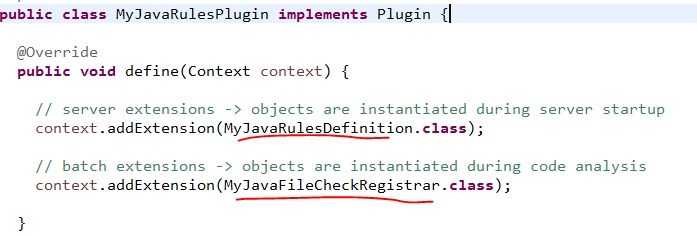 public class MyJavaRulesPlugin implements Plugin {
@Override
public void define(Context context) {
// server extensions -> objects are instantiated during server startup
context.addExtension(MyJavaRulesDefinition.class);
// batch extensions -> objects are instantiated during code analysis
context.addExtension(MyJavaFileCheckRegistrar.class);
}